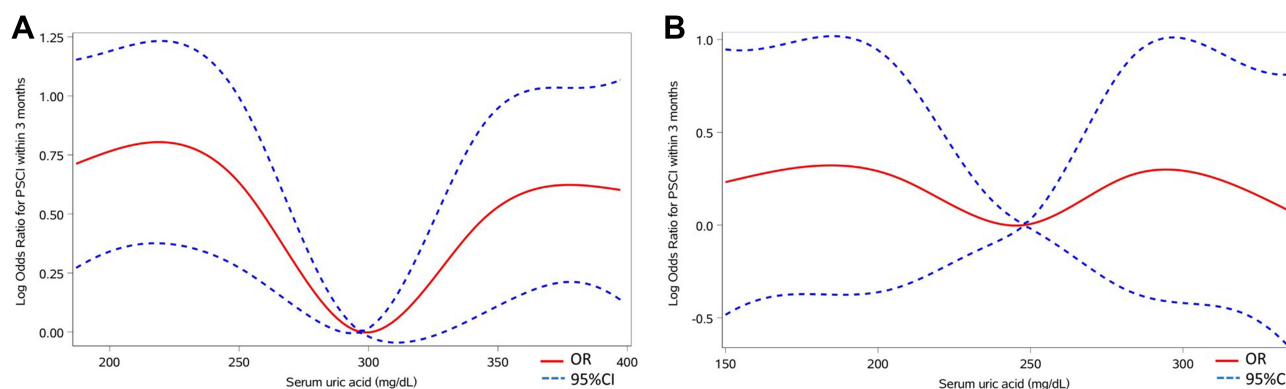 A
Log Odds Ratio for PSCI within 3 months
1.25
1.00
0.75
0.50
0.25
0.00
200 250 300 350 400
Serum uric acid (mg/dL)
OR
95%CI
B
Log Odds Ratio for PSCI within 3 months
1.0
0.5
0.0
-0.5
150 200 250 300
Serum uric acid (mg/dL)
OR
95%C